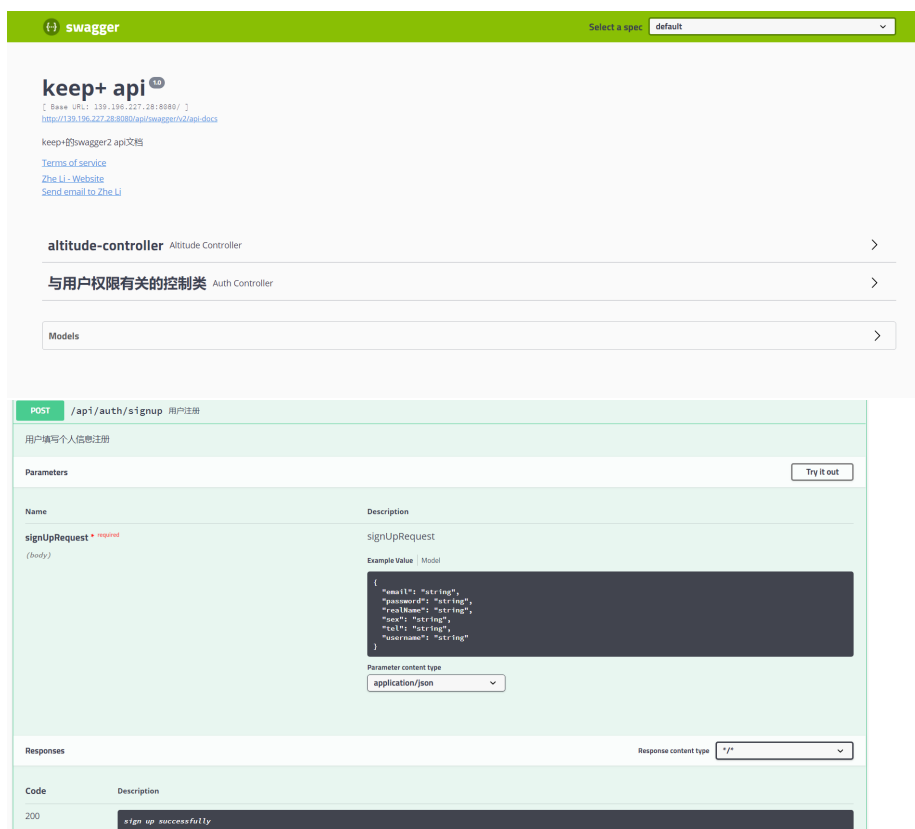 swagger
Select a spec default
keep+ api 1.0
[ Base URL: 139.196.227.28:8080/ ]
http://139.196.227.28:8080/api/swagger/v2/api-docs
keep+的swagger2 api文档
Terms of service
Zhe Li - Website
Send email to Zhe Li
altitude-controller Altitude Controller
与用户权限有关的控制类 Auth Controller
Models
POST /api/auth/signup 用户注册
用户填写个人信息注册
Parameters Try it out
Name Description
signUpRequest * required signUpRequest
(body)
Example Value Model
{
"email": "string",
"password": "string",
"realName": "string",
"sex": "string",
"tel": "string",
"username": "string"
}
Parameter content type
application/json
Responses Response content type */*
Code Description
200 sign up successfully